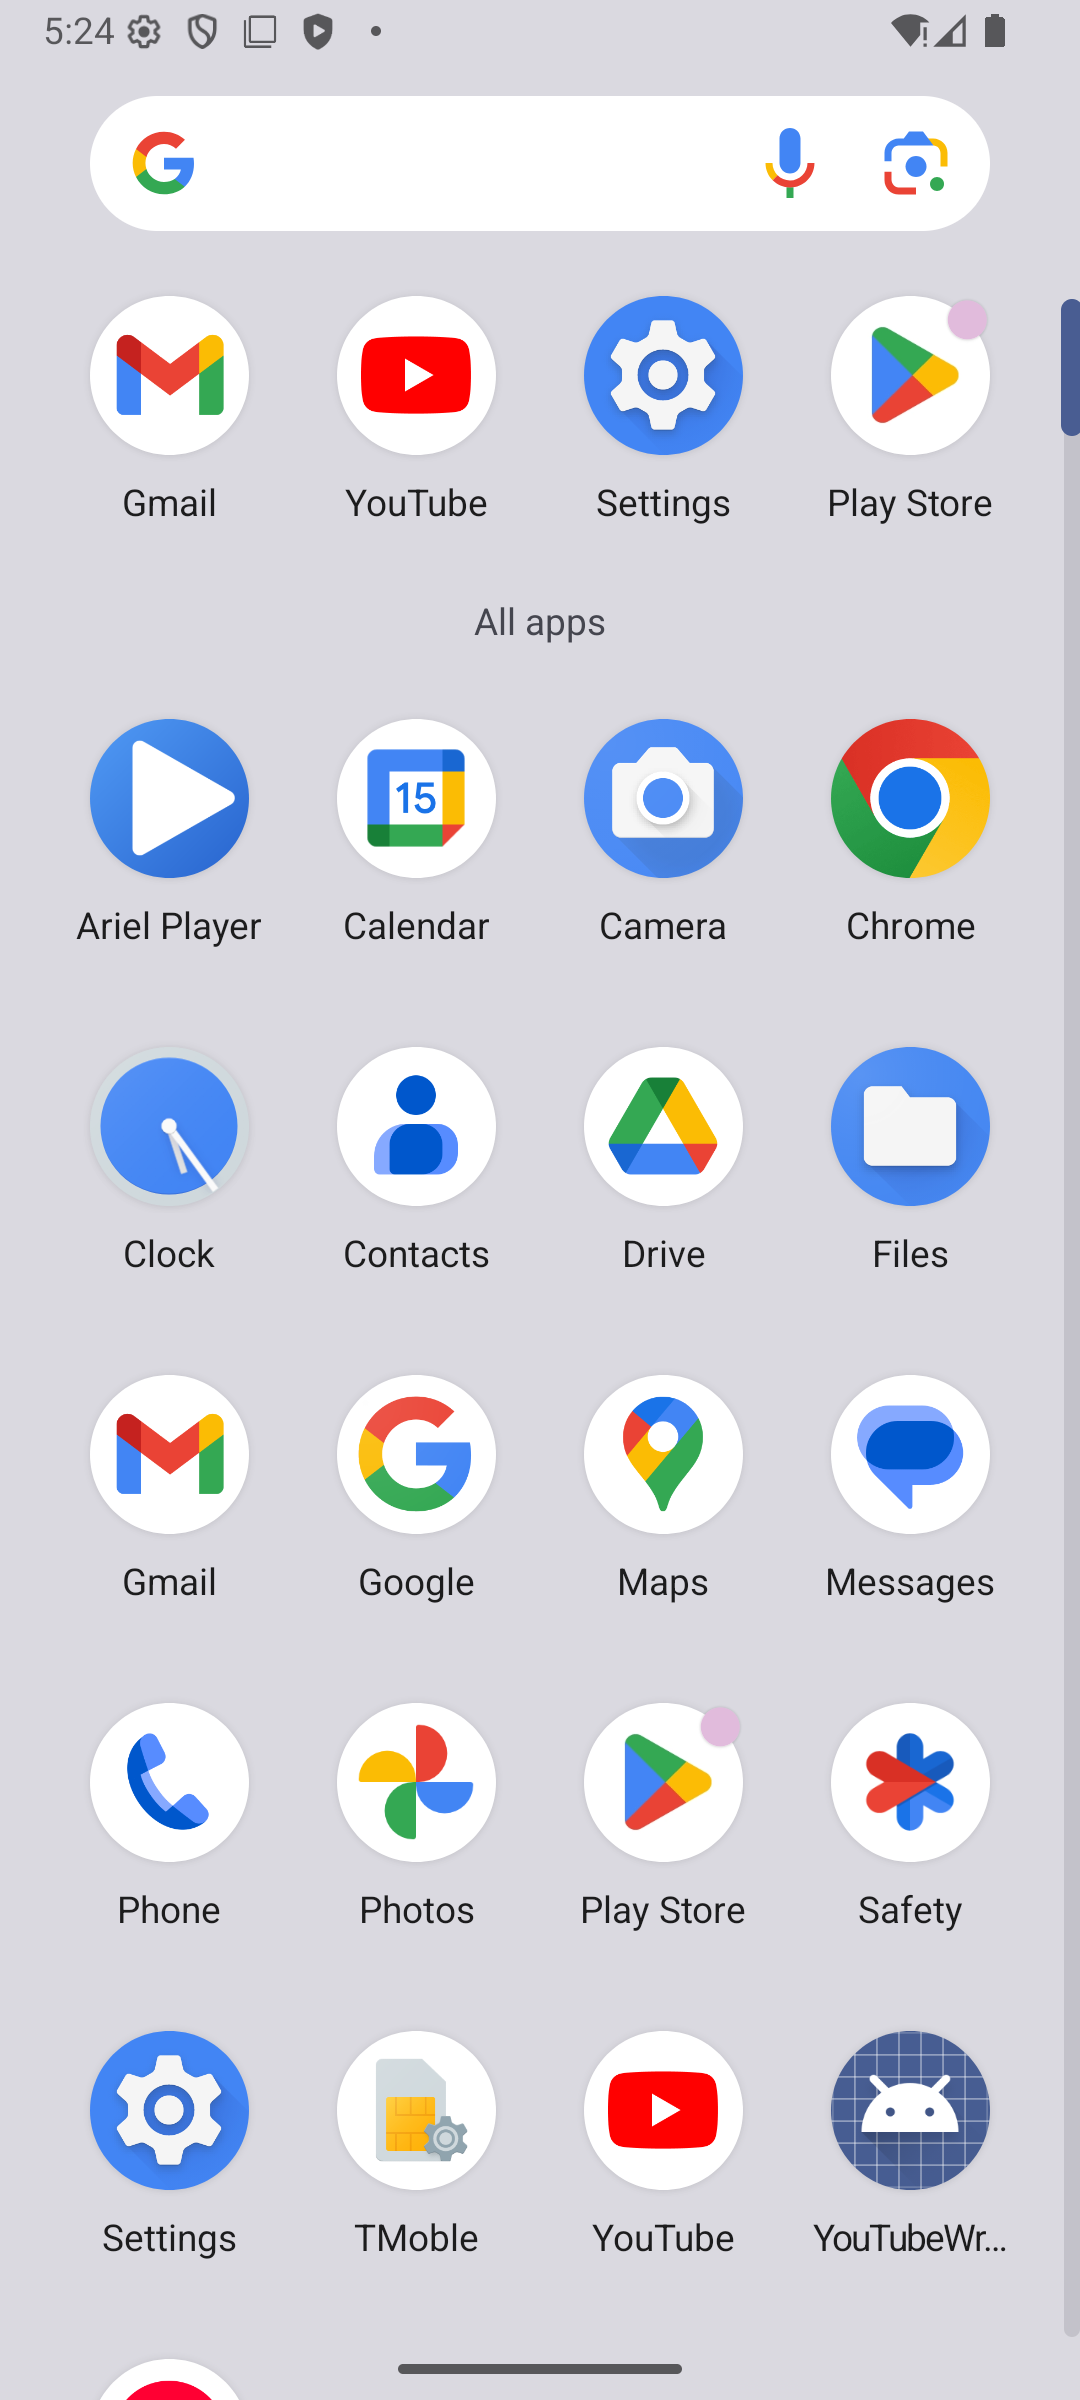 5:24
Gmail YouTube Settings Play Store
All apps
15
Ariel Player Calendar Camera Chrome
Clock Contacts Drive Files
Gmail Google Maps Messages
Phone Photos Play Store Safety
Settings TMoble YouTube YouTubeWr...